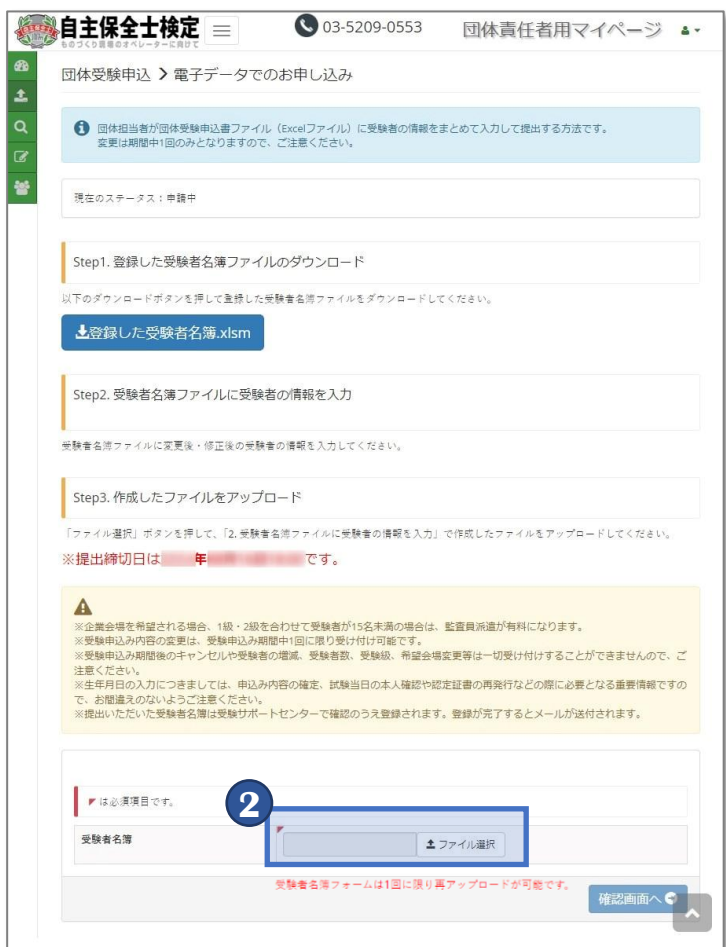 自主保全士検定
ものづくり現場のオペレーターに向けて
03-5209-0553
団体責任者用マイページ
団体受験申込 > 電子データでのお申し込み
団体担当者が団体受験申込書ファイル（Excelファイル）に受験者の情報をまとめて入力して提出する方法です。
変更は期間中1回のみとなりますので、ご注意ください。
現在のステータス：申請中
Step1. 登録した受験者名簿ファイルのダウンロード
以下のダウンロードボタンを押して登録した受験者名簿ファイルをダウンロードしてください。
登録した受験者名簿.xlsm
Step2. 受験者名簿ファイルに受験者の情報を入力
受験者名簿ファイルに変更後・修正後の受験者の情報を入力してください。
Step3. 作成したファイルをアップロード
「ファイル選択」ボタンを押して、「2. 受験者名簿ファイルに受験者の情報を入力」で作成したファイルをアップロードしてください。
※提出締切日は 年 です。
※企業会場を希望される場合、1級・2級を合わせて受験者が15名未満の場合は、監査員派遣が有料になります。
※受験申込み内容の変更は、受験申込み期間中1回に限り受け付け可能です。
※受験申込み期間後のキャンセルや受験者の増減、受験者数、受験級、希望会場変更等は一切受け付けすることができませんので、ご
注意ください。
※生年月日の入力につきましては、申込み内容の確定、試験当日の本人確認や認定証書の再発行などの際に必要となる重要情報ですの
で、お間違えのないようご注意ください。
※提出いただいた受験者名簿は受験サポートセンターで確認のうえ登録されます。登録が完了するとメールが送付されます。
は必須項目です。
2
受験者名簿
ファイル選択
受験者名簿フォームは1回に限り再アップロードが可能です。
確認画面へ